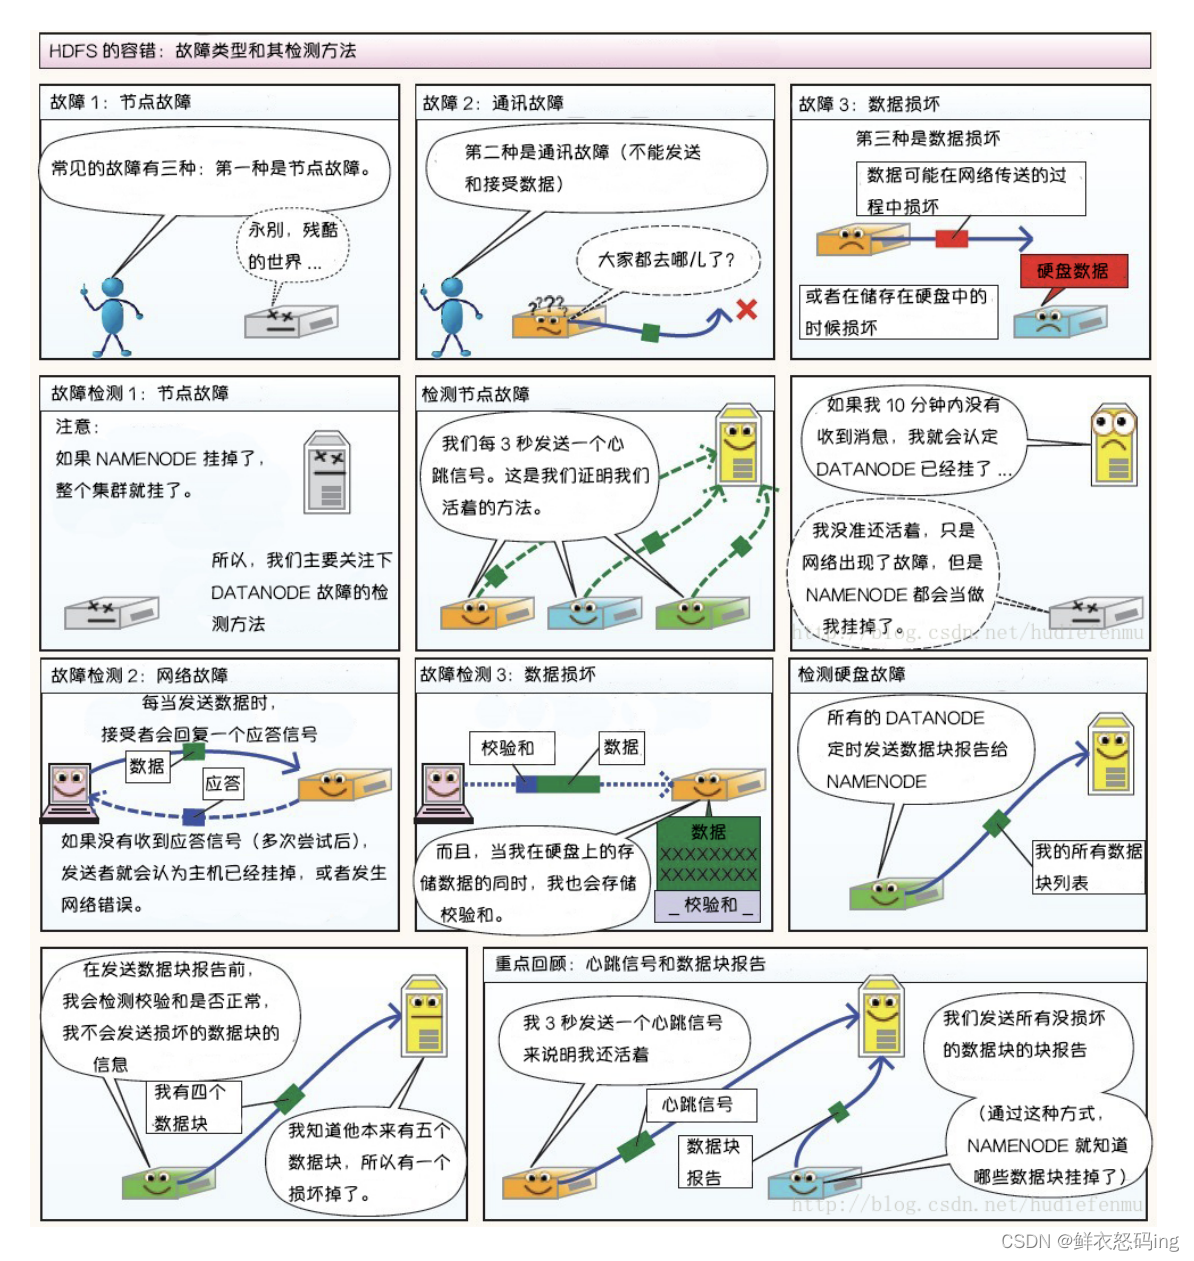 HDFS 的容错：故障类型和其检测方法
故障 1：节点故障
常见的故障有三种：第一种是节点故障。
永别，残酷
的世界 ...
故障 2：通讯故障
第二种是通讯故障（不能发送
和接受数据）
大家都去哪儿了？
????
故障 3：数据损坏
第三种是数据损坏
数据可能在网络传送的过
程中损坏
硬盘数据
或者在储存在硬盘中的
时候损坏
故障检测 1：节点故障
注意：
如果 NAMENODE 挂掉了，
整个集群就挂了。
所以，我们主要关注下
DATANODE 故障的检
测方法
检测节点故障
我们每 3 秒发送一个心
跳信号。这是我们证明我们
活着的方法。
如果我 10 分钟内没有
收到消息，我就会认定
DATANODE 已经挂了 ...
我没准还活着，只是
网络出现了故障，但是
NAMENODE 都会当做
我挂掉了。
http://blog.csdn.net/hudiefenmu
故障检测 2：网络故障
每当发送数据时，
接受者会回复一个应答信号
数据
应答
如果没有收到应答信号（多次尝试后），
发送者就会认为主机已经挂掉，或者发生
网络错误。
故障检测 3：数据损坏
校验和
数据
数据
XXXXXXXX
XXXXXXXX
_ 校验和 _
而且，当我在硬盘上的存
储数据的同时，我也会存储
校验和。
检测硬盘故障
所有的 DATANODE
定时发送数据块报告给
NAMENODE
我的所有数据
块列表
在发送数据块报告前，
我会检测校验和是否正常，
我不会发送损坏的数据块的
信息
我有四个
数据块
我知道他本来有五个
数据块，所以有一个
损坏掉了。
重点回顾：心跳信号和数据块报告
我 3 秒发送一个心跳信号
来说明我还活着
心跳信号
数据块
报告
我们发送所有没损坏
的数据块的块报告
（通过这种方式，
NAMENODE 就知道
哪些数据块挂掉了）
http://blog.csdn.net/hudiefenmu
CSDN @鲜衣怒码ing